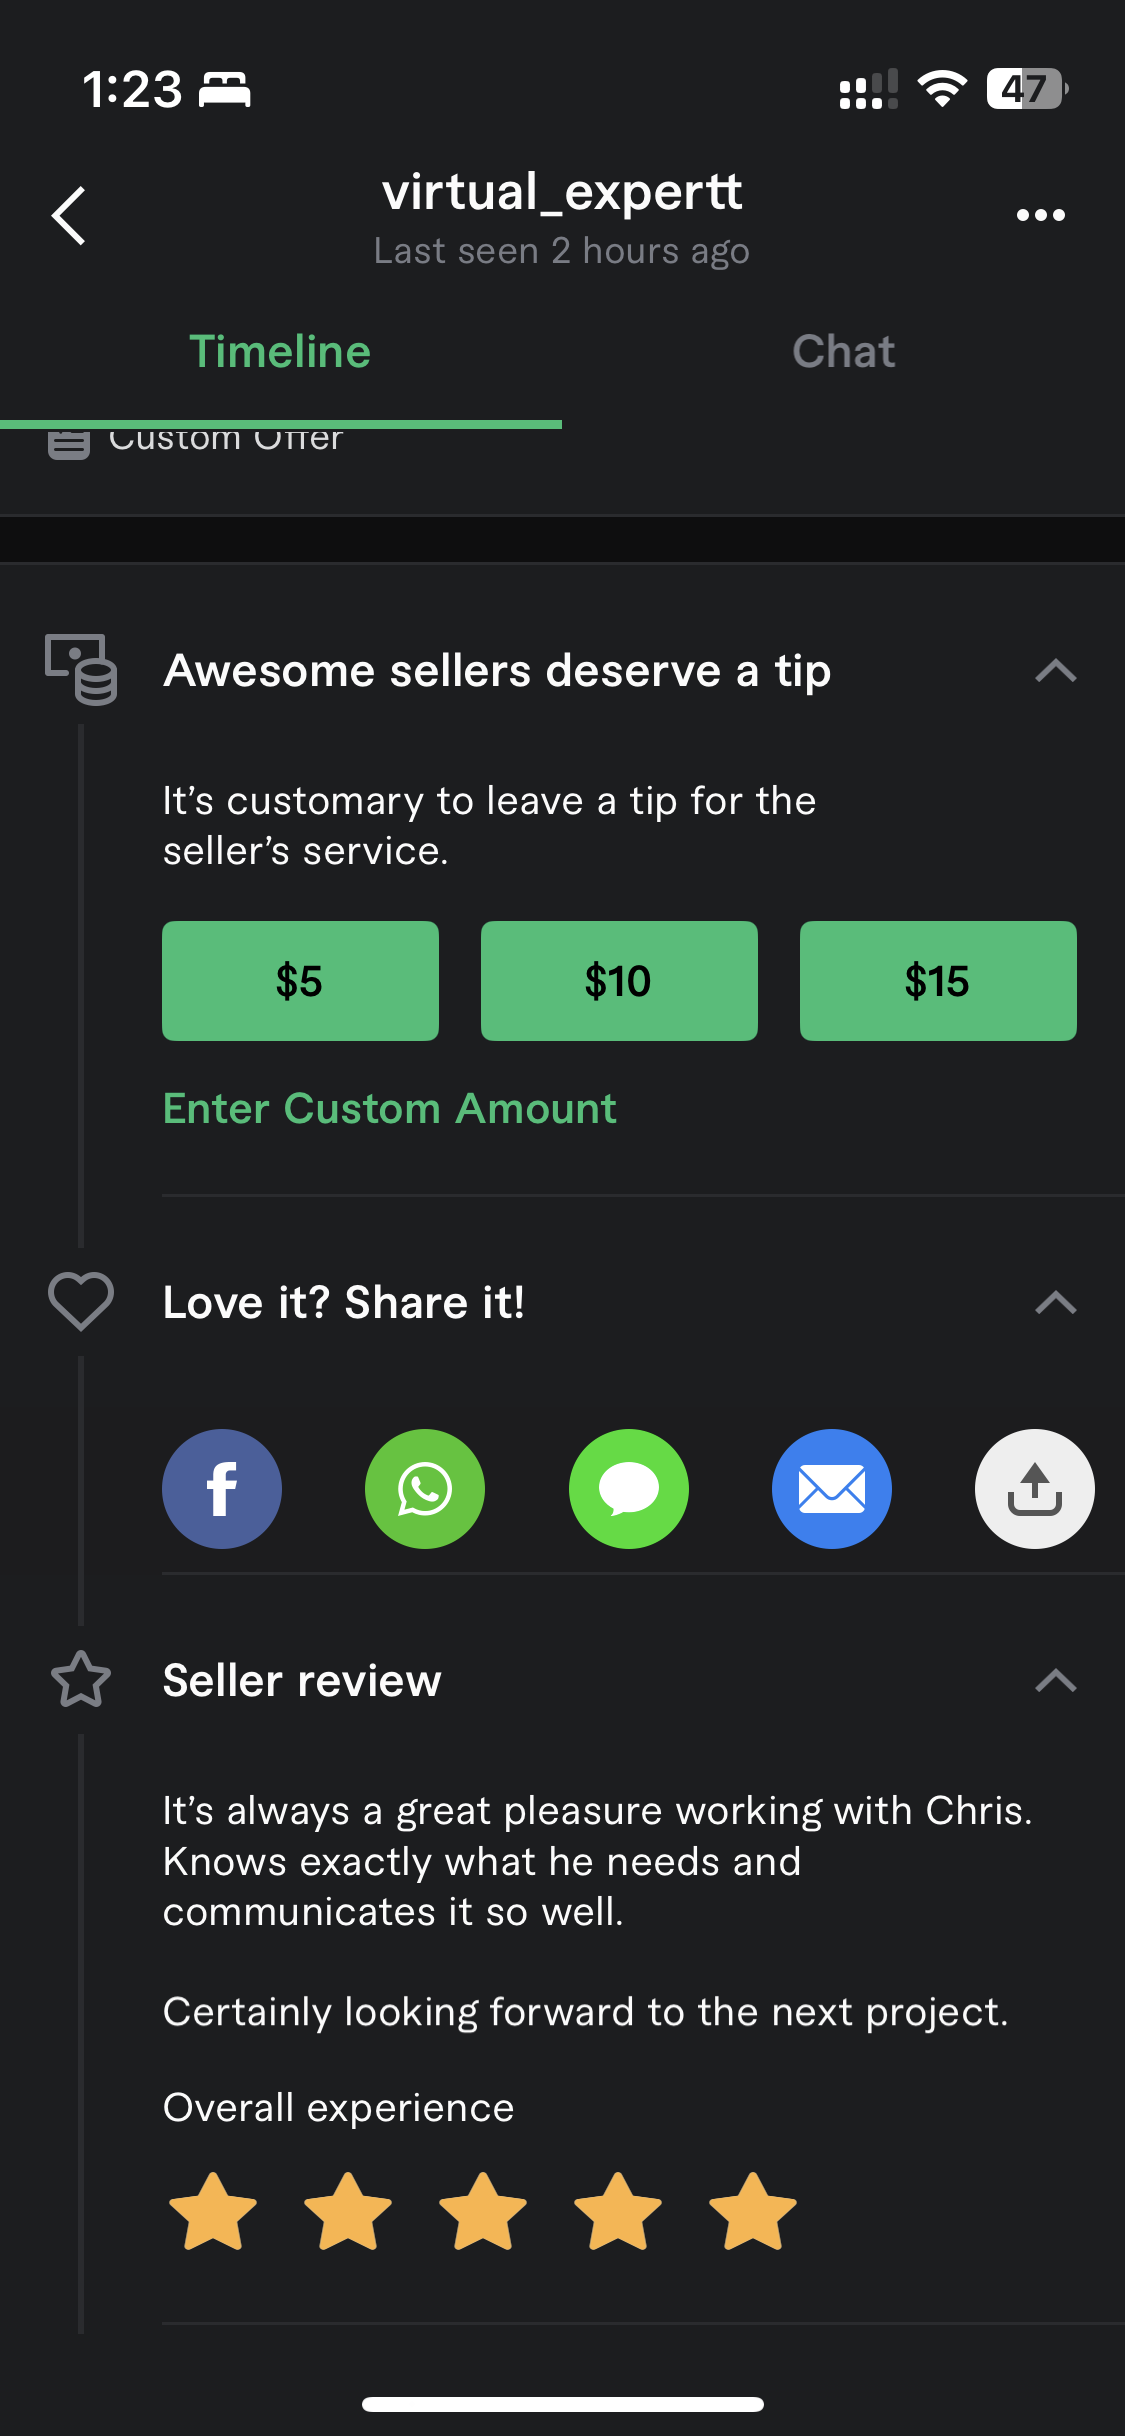 1:23
47
virtual_expertt
Last seen 2 hours ago
Timeline
Chat
Custom Offer
Awesome sellers deserve a tip
It's customary to leave a tip for the
seller's service.
$5
$10
$15
Enter Custom Amount
Love it? Share it!
Seller review
It's always a great pleasure working with Chris.
Knows exactly what he needs and
communicates it so well.
Certainly looking forward to the next project.
Overall experience